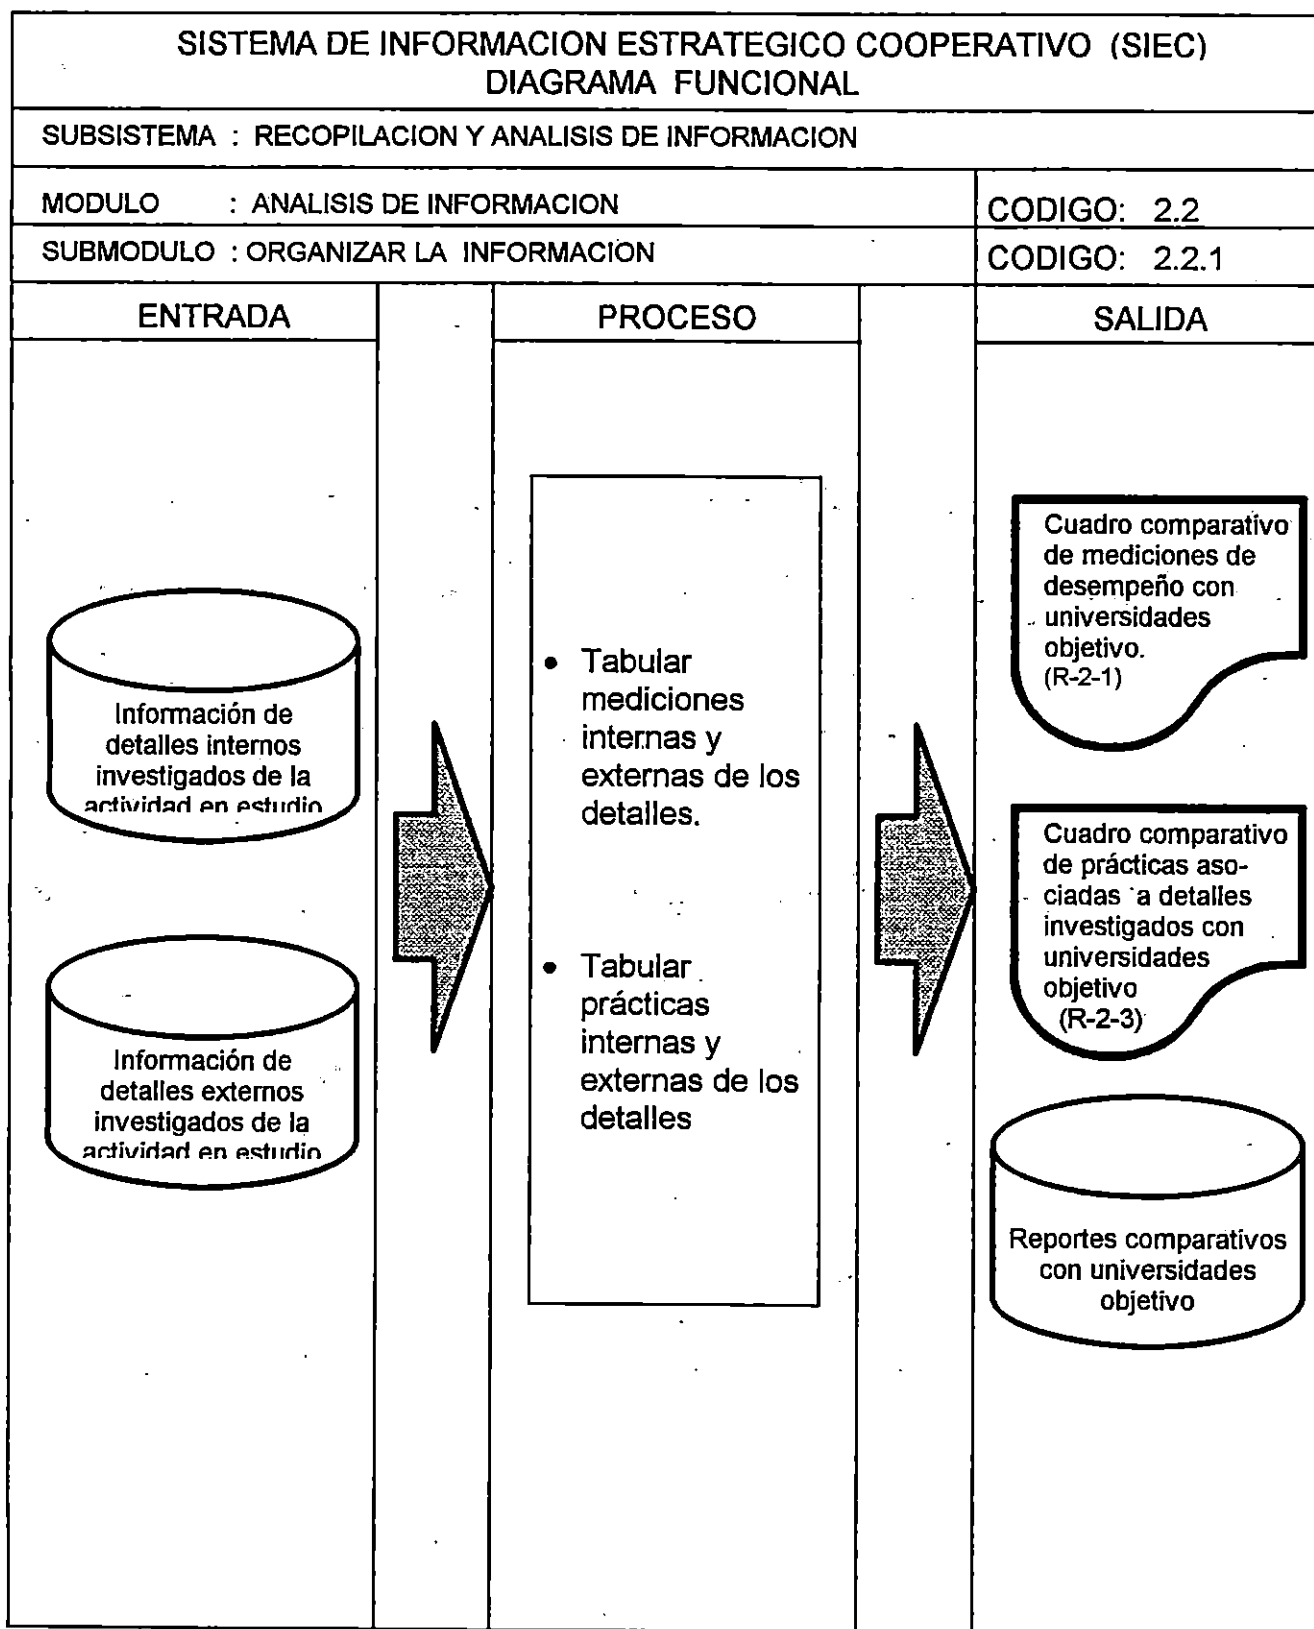 SISTEMA DE INFORMACION ESTRATEGICO COOPERATIVO (SIEC)
DIAGRAMA FUNCIONAL
SUBSISTEMA : RECOPILACION Y ANALISIS DE INFORMACION
MODULO : ANALISIS DE INFORMACION
CODIGO: 2.2
SUBMODULO : ORGANIZAR LA INFORMACION
CODIGO: 2.2.1
ENTRADA
PROCESO
SALIDA
Información de
detalles internos
investigados de la
actividad en estudio
Información de
detalles externos
investigados de la
actividad en estudio
• Tabular
mediciones
internas y
externas de los
detalles.
• Tabular
prácticas
internas y
externas de los
detalles
Cuadro comparativo
de mediciones de
desempeño con
universidades
objetivo.
(R-2-1)
Cuadro comparativo
de prácticas aso-
ciadas a detalles
investigados con
universidades
objetivo
(R-2-3)
Reportes comparativos
con universidades
objetivo